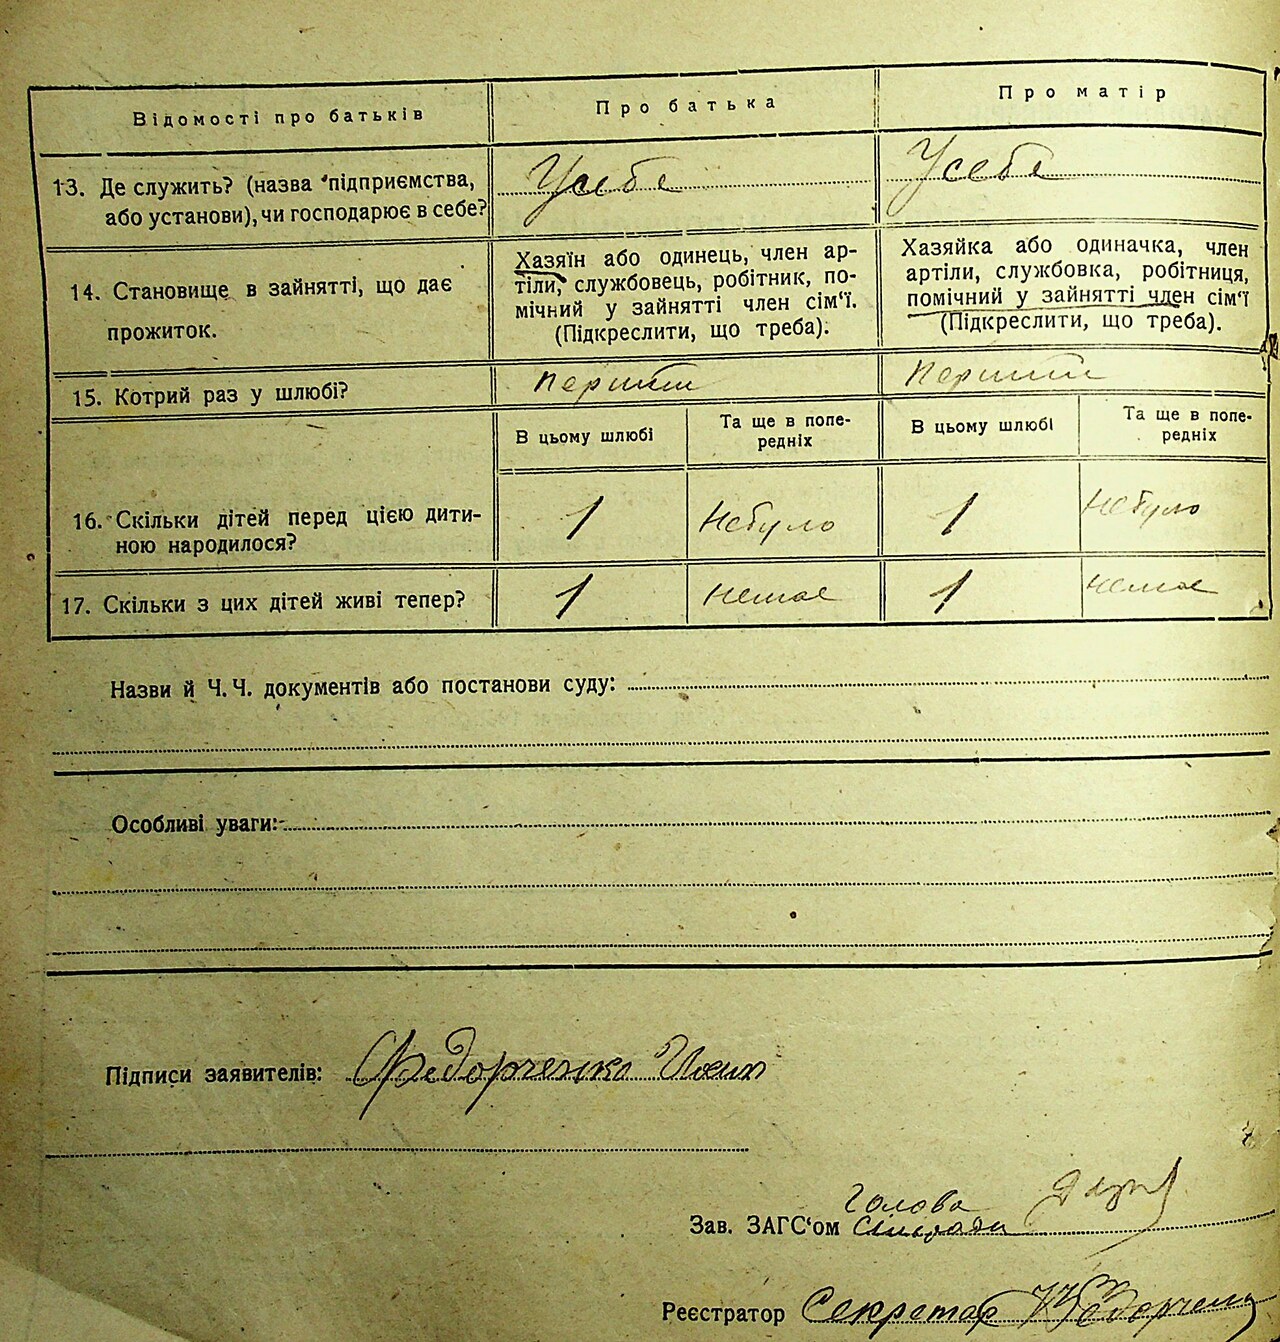 Відомості про батьків
Про батька
Про матір
13. Де служить? (назва підприємства,
або установи), чи господарює в себе?
Усебе
Усебе
14. Становище в зайнятті, що дає
прожиток.
Хазяїн або одинець, член ар-
тіли, службовець, робітник, по-
мічний у зайнятті член сім'ї.
(Підкреслити, що треба).
Хазяйка або одиначка, член
артіли, службовка, робітниця,
помічний у зайнятті член сім'ї
(Підкреслити, що треба).
15. Котрий раз у шлюбі?
Перший
Перший
В цьому шлюбі
Та ще в попе-
редніх
В цьому шлюбі
Та ще в попе-
редніх
16. Скільки дітей перед цією дити-
ною народилося?
1
Небуло
1
Небуло
17. Скільки з цих дітей живі тепер?
1
Немає
1
Немає
Назви й Ч.Ч. документів або постанови суду:
Особливі уваги:
Підписи заявителів: Федорченко
Голова
Зав. ЗАГС'ом Сільради
Реєстратор Секретар Федорченко